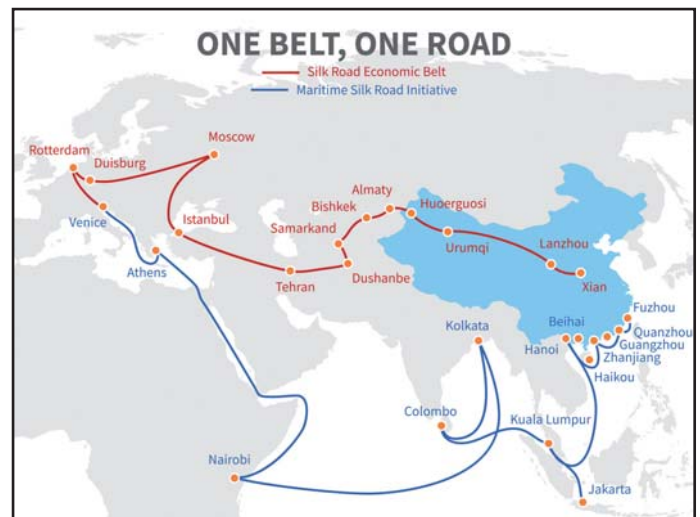 ONE BELT, ONE ROAD
Silk Road Economic Belt
Maritime Silk Road Initiative
Moscow
Rotterdam
Duisburg
Almaty
Bishkek
Huoerguosi
Venice
Istanbul
Samarkand
Urumqi
Lanzhou
Athens
Tehran
Dushanbe
Xian
Fuzhou
Kolkata
Beihai
Quanzhou
Hanoi
Guangzhou
Zhanjiang
Haikou
Colombo
Kuala Lumpur
Nairobi
Jakarta